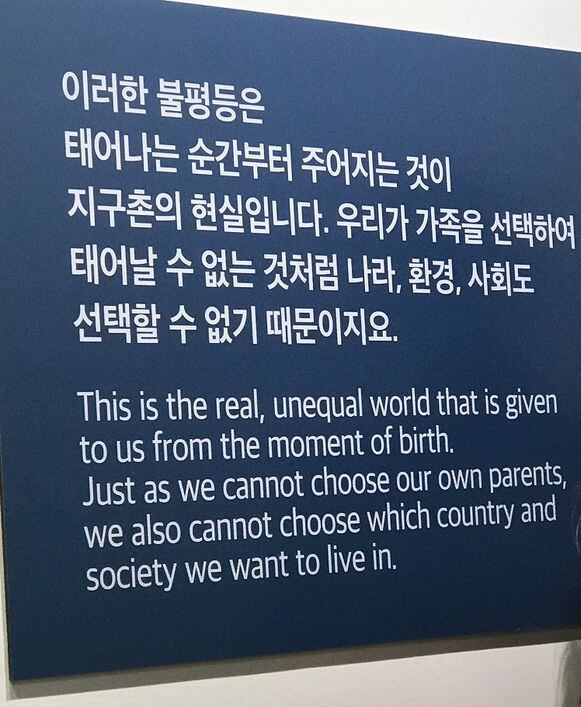 이러한 불평등은
태어나는 순간부터 주어지는 것이
지구촌의 현실입니다. 우리가 가족을 선택하여
태어날 수 없는 것처럼 나라, 환경, 사회도
선택할 수 없기 때문이지요.
This is the real, unequal world that is given
to us from the moment of birth.
Just as we cannot choose our own parents,
we also cannot choose which country and
society we want to live in.